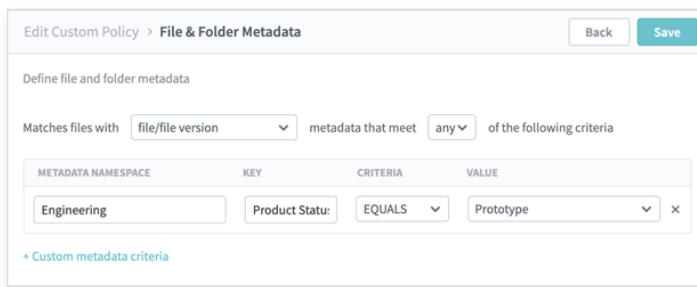 Edit Custom Policy > File & Folder Metadata Back Save
Define file and folder metadata
Matches files with file/file version metadata that meet any of the following criteria
METADATA NAMESPACE KEY CRITERIA VALUE
Engineering Product Statu: EQUALS Prototype ×
+ Custom metadata criteria